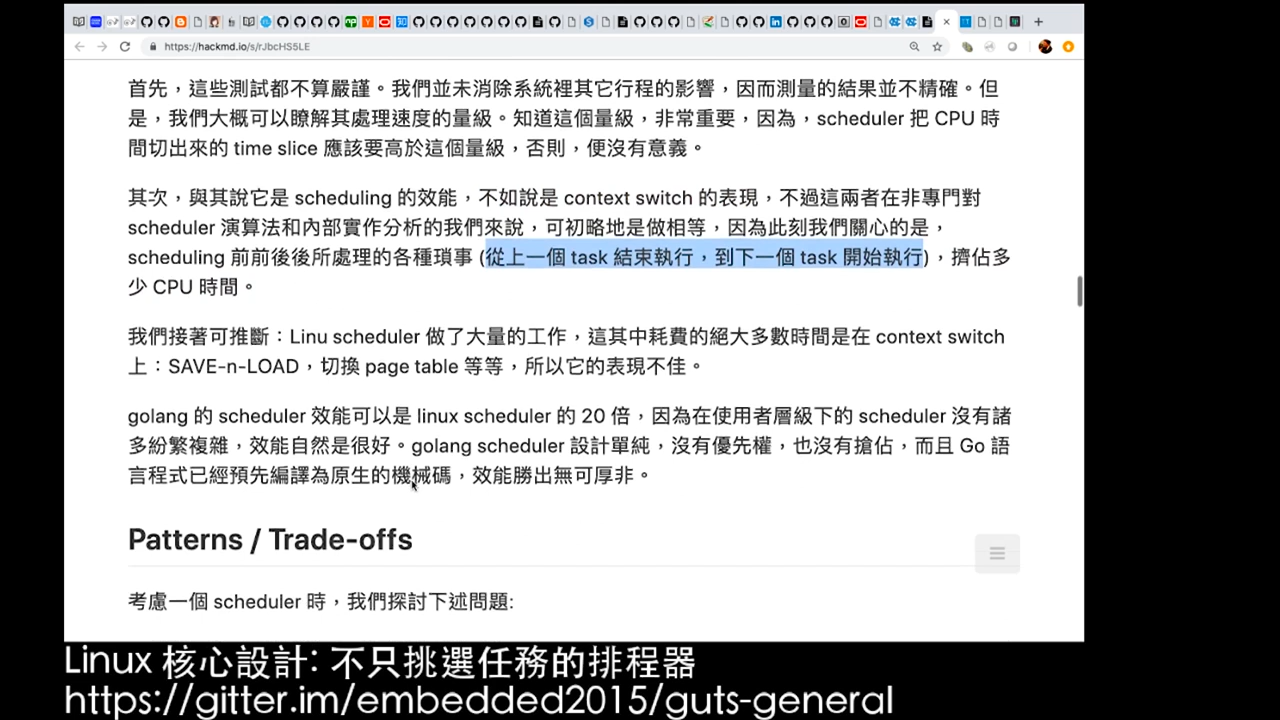 https://hackmd.io/s/rJbcHS5LE
首先，這些測試都不算嚴謹。我們並未消除系統裡其它行程的影響，因而測量的結果並不精確。但
是，我們大概可以瞭解其處理速度的量級。知道這個量級，非常重要，因為，scheduler 把 CPU 時
間切出來的 time slice 應該要高於這個量級，否則，便沒有意義。
其次，與其說它是 scheduling 的效能，不如說是 context switch 的表現，不過這兩者在非專門對
scheduler 演算法和內部實作分析的我們來說，可初略地是做相等，因為此刻我們關心的是，
scheduling 前前後後所處理的各種瑣事 (從上一個 task 結束執行，到下一個 task 開始執行)，擠佔多
少 CPU 時間。
我們接著可推斷：Linu scheduler 做了大量的工作，這其中耗費的絕大多數時間是在 context switch
上：SAVE-n-LOAD，切換 page table 等等，所以它的表現不佳。
golang 的 scheduler 效能可以是 linux scheduler 的 20 倍，因為在使用者層級下的 scheduler 沒有諸
多紛繁複雜，效能自然是很好。golang scheduler 設計單純，沒有優先權，也沒有搶佔，而且 Go 語
言程式已經預先編譯為原生的機械碼，效能勝出無可厚非。
Patterns / Trade-offs
考慮一個 scheduler 時，我們探討下述問題:
Linux 核心設計: 不只挑選任務的排程器
https://gitter.im/embedded2015/guts-general